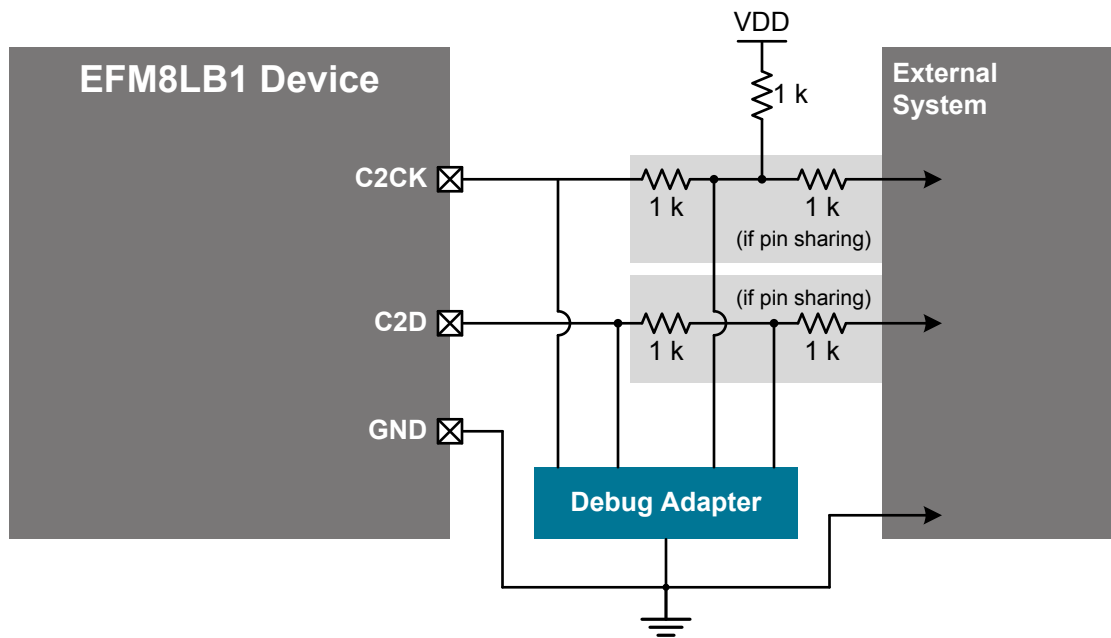 VDD
EFM8LB1 Device
External
System
1 k
C2CK
1 k
1 k
(if pin sharing)
(if pin sharing)
C2D
1 k
1 k
GND
Debug Adapter